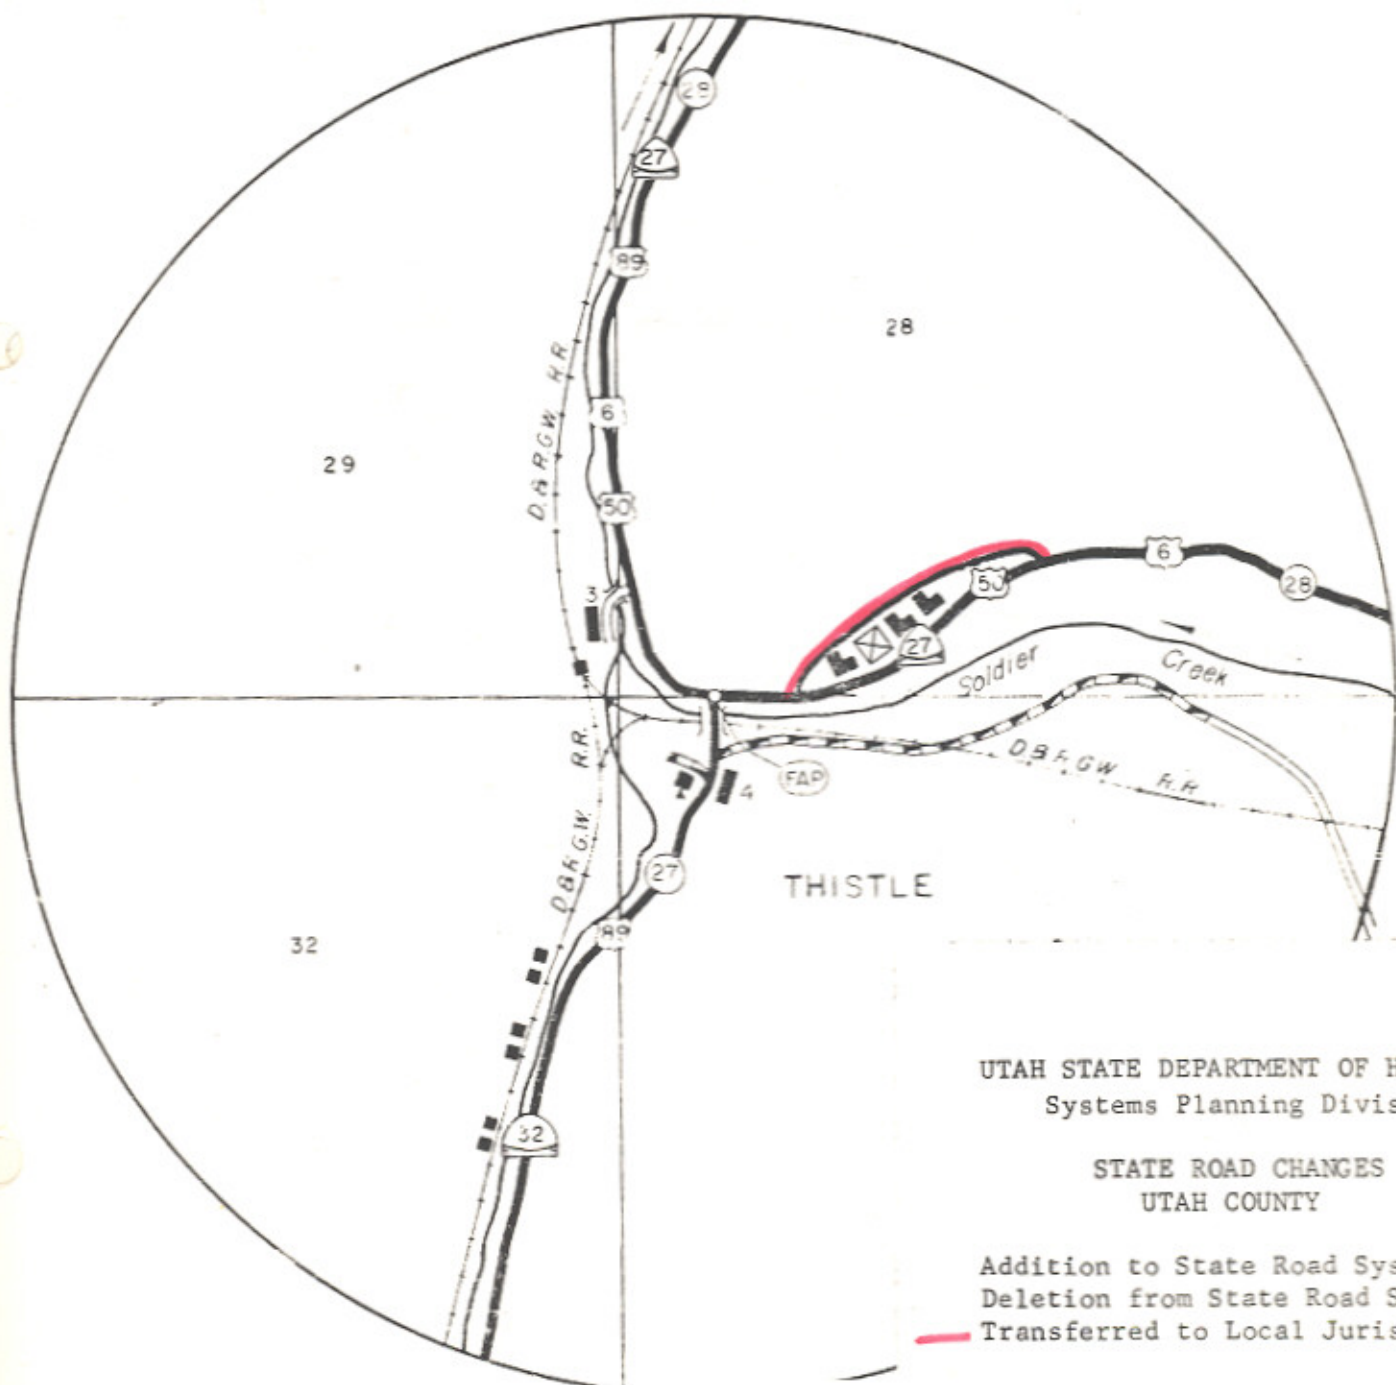 29
27
89
28
D.&R.G.W. R.R.
6
29
50
6
50
28
3
27
Soldier Creek
D.&R.G.W. R.R.
D.&R.G.W. R.R.
FAP
4
27
THISTLE
89
32
32
UTAH STATE DEPARTMENT OF H
Systems Planning Divis
STATE ROAD CHANGES
UTAH COUNTY
Addition to State Road Sys
Deletion from State Road S
Transferred to Local Juris